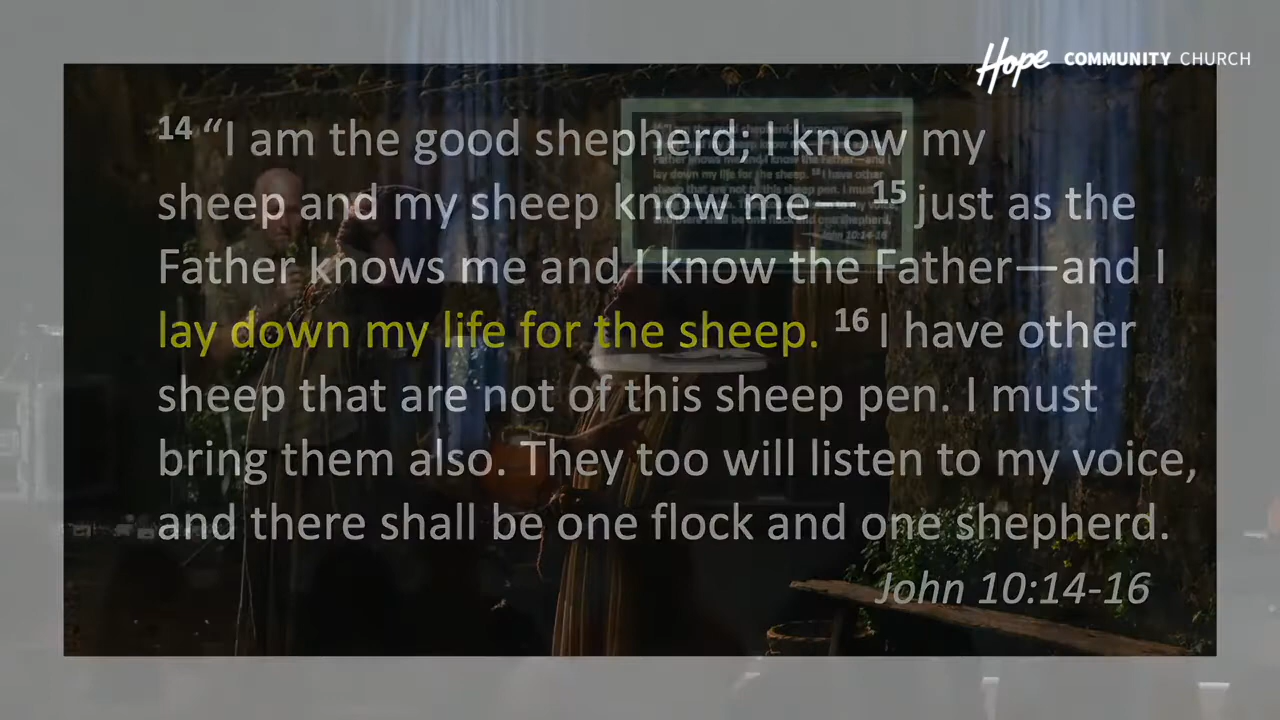 Hope COMMUNITY CHURCH
14 “I am the good shepherd; I know my
sheep and my sheep know me— 15 just as the
Father knows me and I know the Father—and I
lay down my life for the sheep. 16 I have other
sheep that are not of this sheep pen. I must
bring them also. They too will listen to my voice,
and there shall be one flock and one shepherd.
John 10:14-16